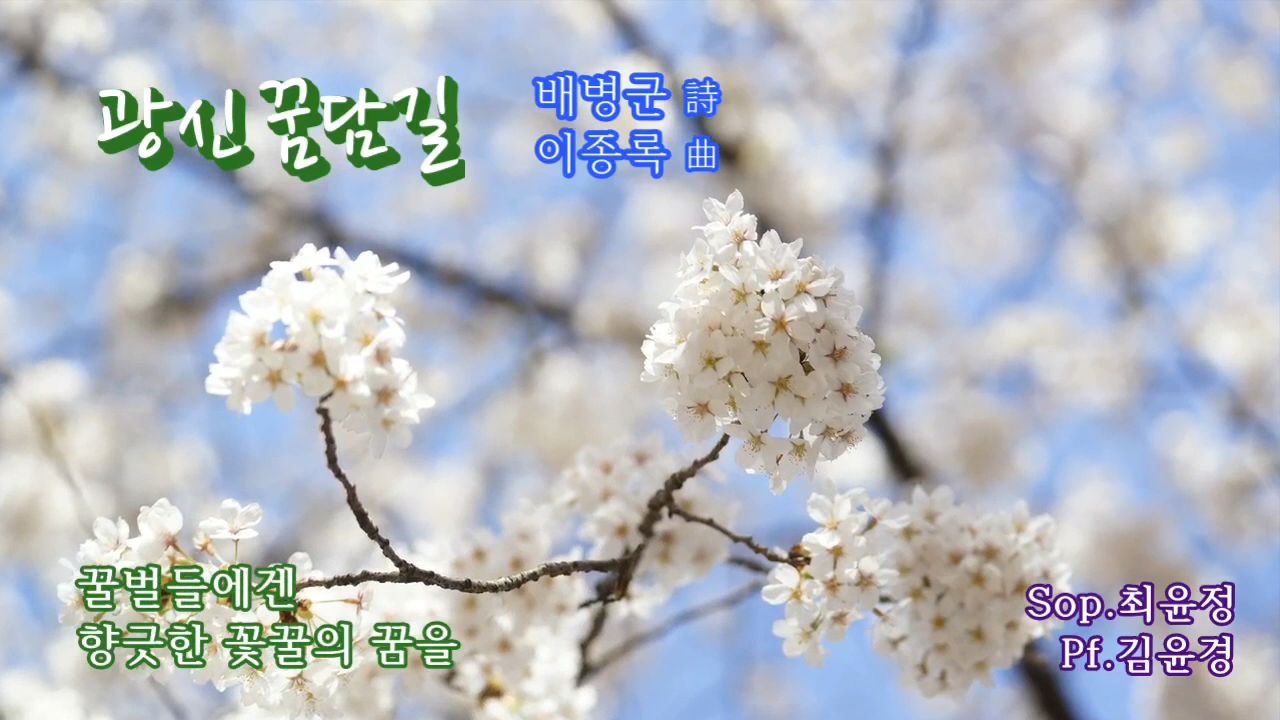 광신 꿈담길
배병군 詩
이종록 曲
꿀벌들에겐
향긋한 꽃꿀의 꿈을
Sop.최윤정
Pf.김윤경